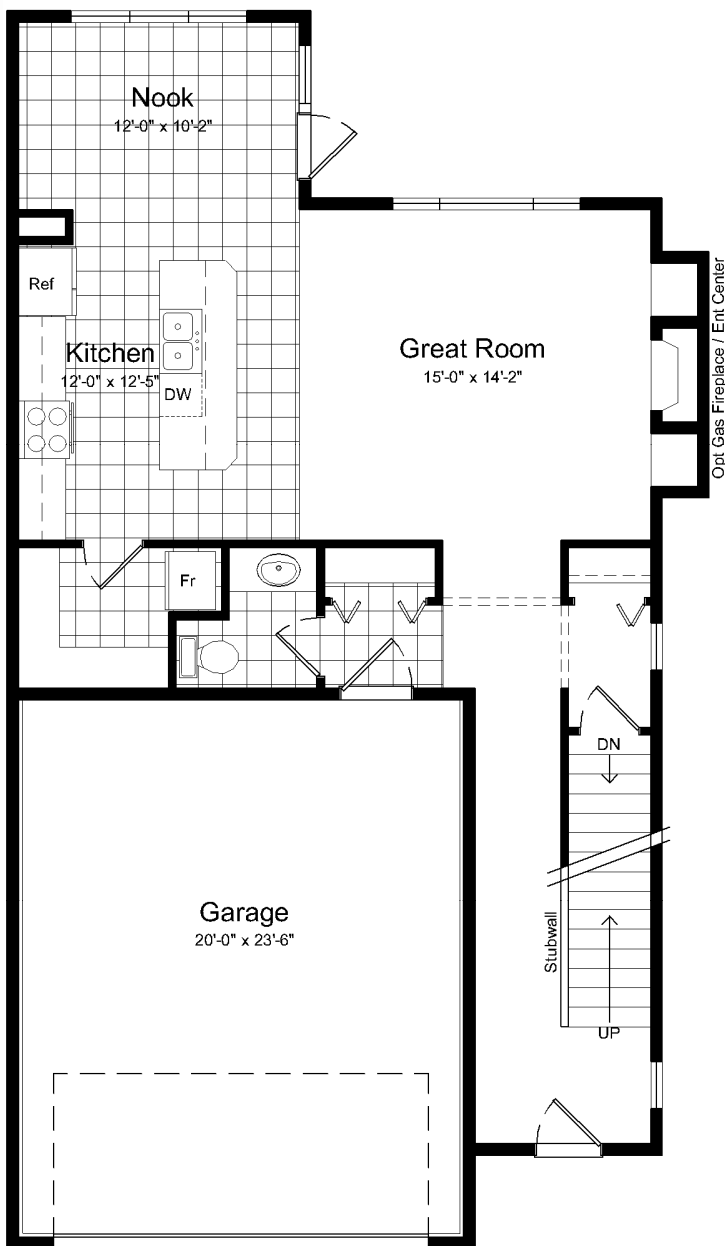 Nook
12'-0" x 10'-2"
Ref
Kitchen
12'-0" x 12'-5"
DW
Great Room
15'-0" x 14'-2"
Opt Gas Fireplace / Ent Center
Fr
DN
Garage
20'-0" x 23'-6"
Stubwall
UP